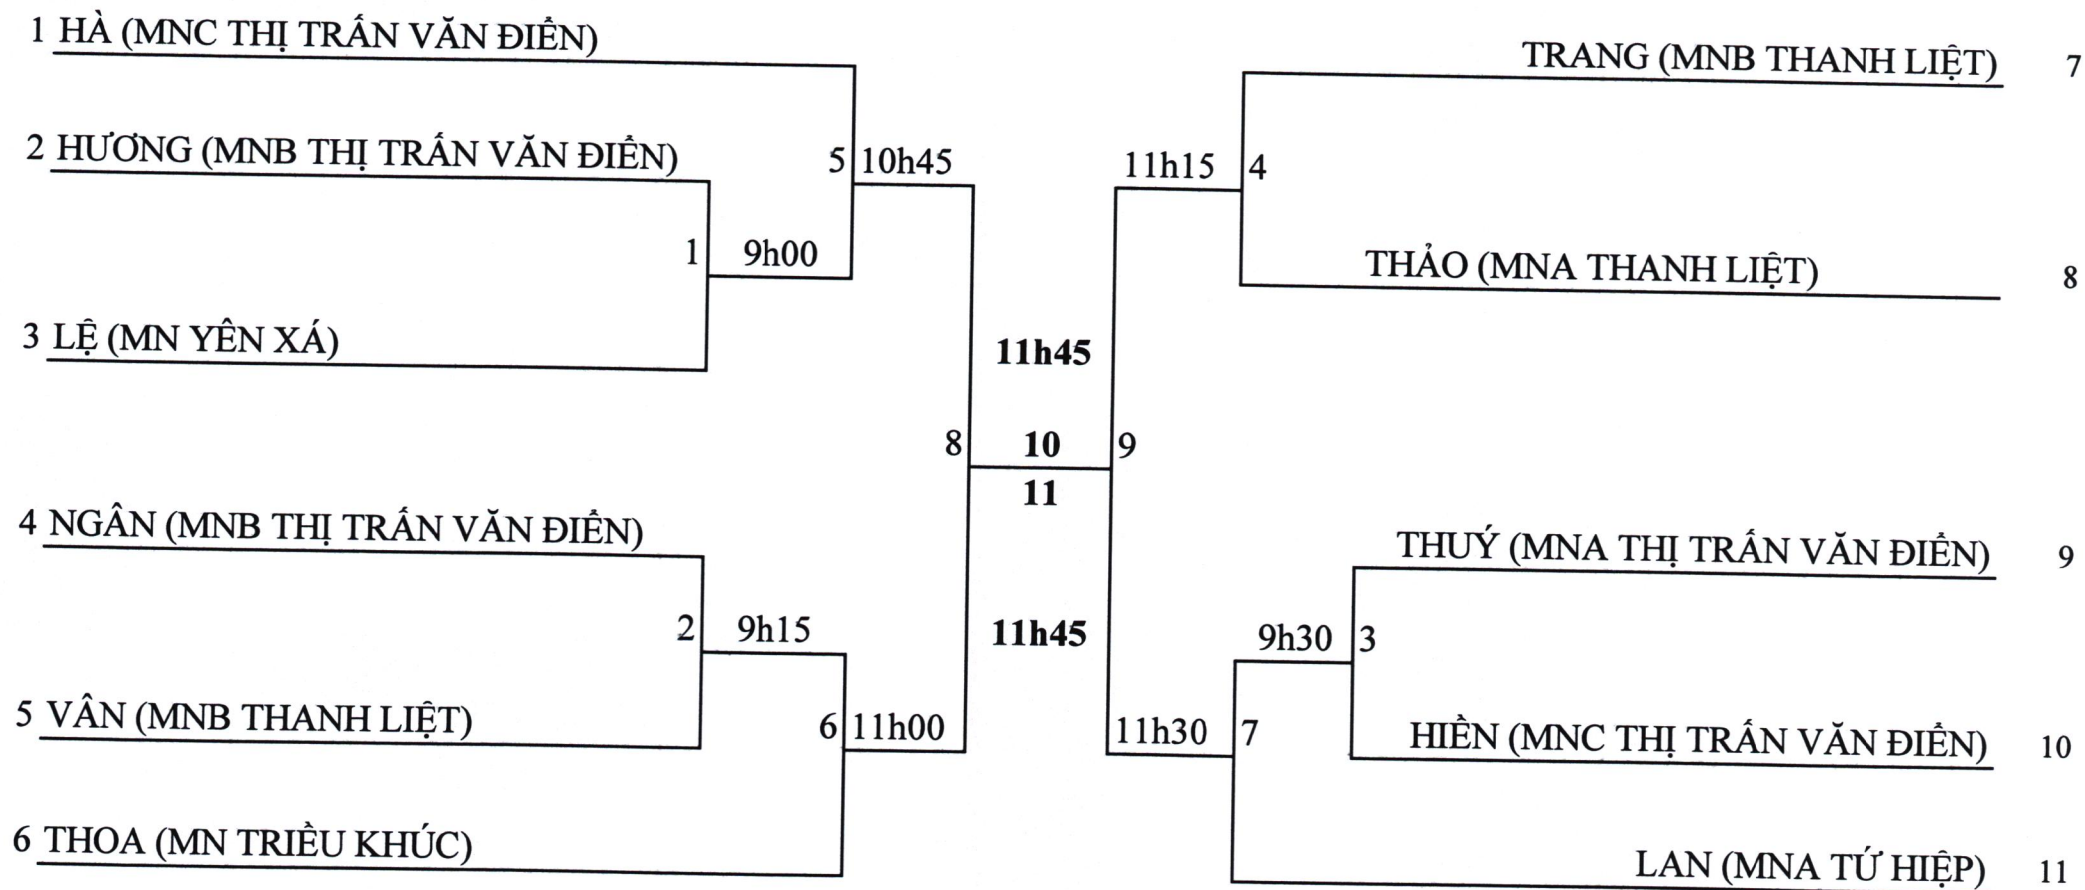 1 HÀ (MNC THỊ TRẤN VĂN ĐIỂN)
2 HƯƠNG (MNB THỊ TRẤN VĂN ĐIỂN)
5 10h45
1 9h00
3 LỆ (MN YÊN XÁ)
4 NGÂN (MNB THỊ TRẤN VĂN ĐIỂN)
2 9h15
5 VÂN (MNB THANH LIỆT)
6 11h00
6 THOA (MN TRIỀU KHÚC)
11h45
8 10 9
11
11h45
TRANG (MNB THANH LIỆT) 7
11h15 4
THẢO (MNA THANH LIỆT) 8
THUÝ (MNA THỊ TRẤN VĂN ĐIỂN) 9
9h30 3
11h30 7
HIỀN (MNC THỊ TRẤN VĂN ĐIỂN) 10
LAN (MNA TỨ HIỆP) 11